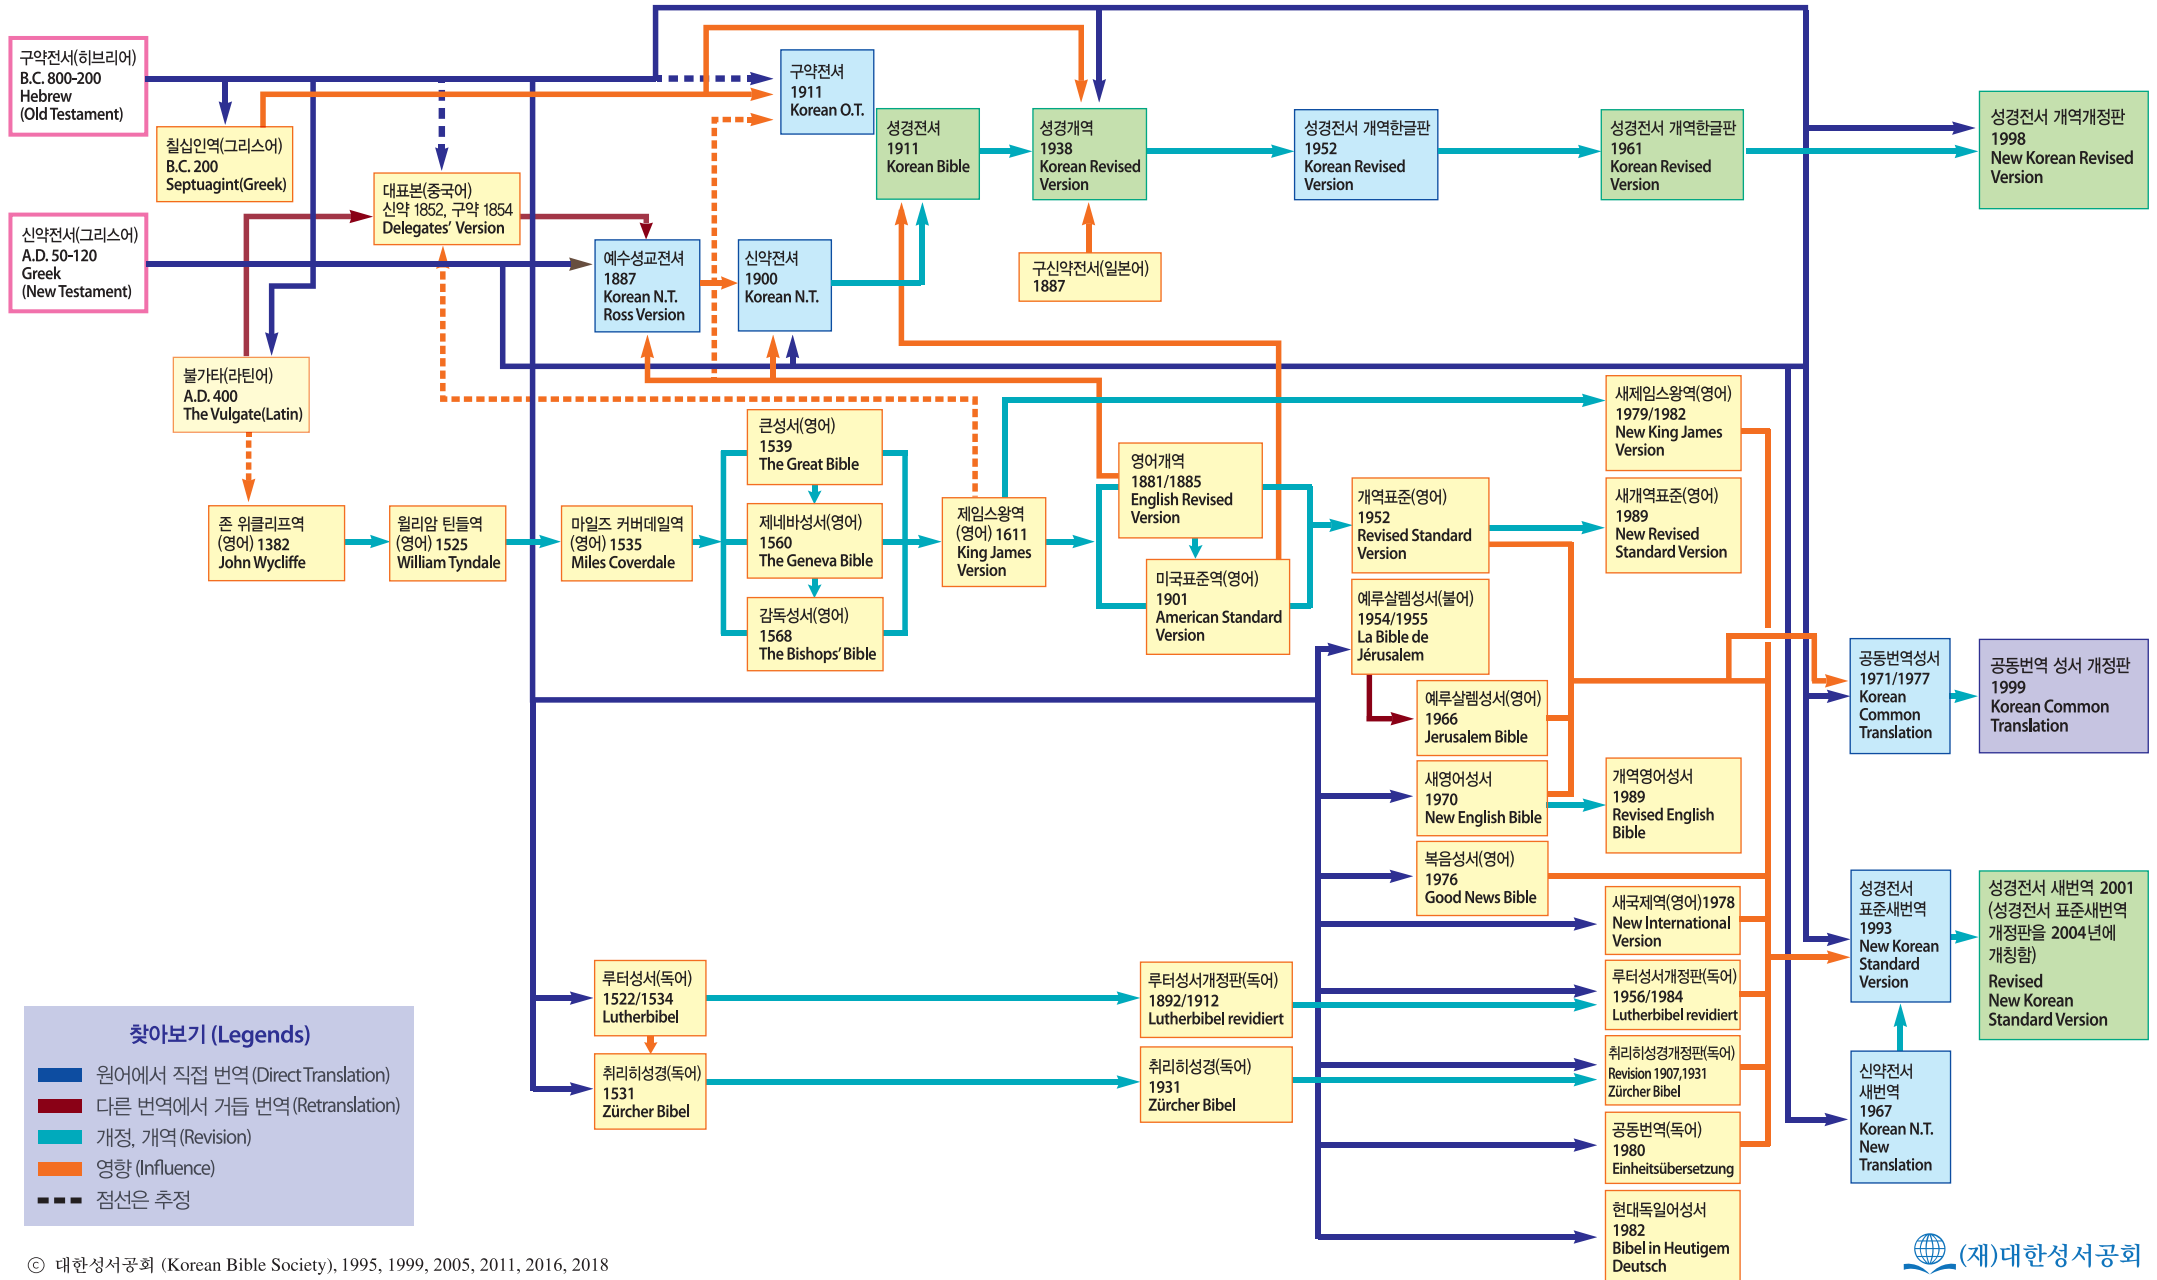 구약전서(히브리어)
B.C. 800-200
Hebrew
(Old Testament)
칠십인역(그리스어)
B.C. 200
Septuagint(Greek)
신약전서(그리스어)
A.D. 50-120
Greek
(New Testament)
대표본(중국어)
신약 1852, 구약 1854
Delegates' Version
불가타(라틴어)
A.D. 400
The Vulgate(Latin)
구약젼셔
1911
Korean O.T.
셩경젼셔
1911
Korean Bible
셩경개역
1938
Korean Revised
Version
성경전서 개역한글판
1952
Korean Revised
Version
성경전서 개역한글판
1961
Korean Revised
Version
성경전서 개역개정판
1998
New Korean Revised
Version
예수셩교젼셔
1887
Korean N.T.
Ross Version
신약젼셔
1900
Korean N.T.
구신약전서(일본어)
1887
존 위클리프역
(영어) 1382
John Wycliffe
윌리암 틴들역
(영어) 1525
William Tyndale
마일즈 커버데일역
(영어) 1535
Miles Coverdale
큰성서(영어)
1539
The Great Bible
제네바성서(영어)
1560
The Geneva Bible
감독성서(영어)
1568
The Bishops' Bible
제임스왕역
(영어) 1611
King James
Version
영어개역
1881/1885
English Revised
Version
미국표준역(영어)
1901
American Standard
Version
개역표준(영어)
1952
Revised Standard
Version
새제임스왕역(영어)
1979/1982
New King James
Version
새개역표준(영어)
1989
New Revised
Standard Version
예루살렘성서(불어)
1954/1955
La Bible de
Jérusalem
예루살렘성서(영어)
1966
Jerusalem Bible
새영어성서
1970
New English Bible
개역영어성서
1989
Revised English
Bible
복음성서(영어)
1976
Good News Bible
새국제역(영어)1978
New International
Version
루터성서(독어)
1522/1534
Lutherbibel
루터성서개정판(독어)
1892/1912
Lutherbibel revidiert
루터성서개정판(독어)
1956/1984
Lutherbibel revidiert
취리히성경(독어)
1531
Zürcher Bibel
취리히성경(독어)
1931
Zürcher Bibel
취리히성경개정판(독어)
Revision 1907,1931
Zürcher Bibel
공동번역(독어)
1980
Einheitsübersetzung
현대독일어성서
1982
Bibel in Heutigem
Deutsch
공동번역성서
1971/1977
Korean
Common
Translation
공동번역 성서 개정판
1999
Korean Common
Translation
성경전서
표준새번역
1993
New Korean
Standard
Version
성경전서 새번역 2001
(성경전서 표준새번역
개정판을 2004년에
개칭함)
Revised
New Korean
Standard Version
신약전서
새번역
1967
Korean N.T.
New
Translation
찾아보기 (Legends)
원어에서 직접 번역(Direct Translation)
다른 번역에서 거듭 번역(Retranslation)
개정, 개역(Revision)
영향(Influence)
점선은 추정
ⓒ 대한성서공회 (Korean Bible Society), 1995, 1999, 2005, 2011, 2016, 2018
(재)대한성서공회